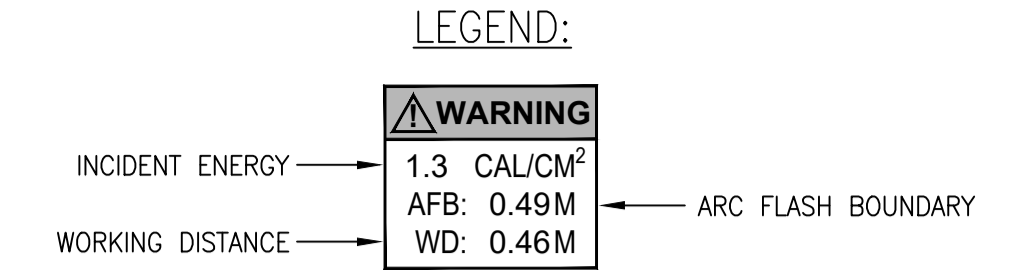 LEGEND:
! WARNING
INCIDENT ENERGY
1.3 CAL/CM²
AFB: 0.49M
ARC FLASH BOUNDARY
WORKING DISTANCE
WD: 0.46M